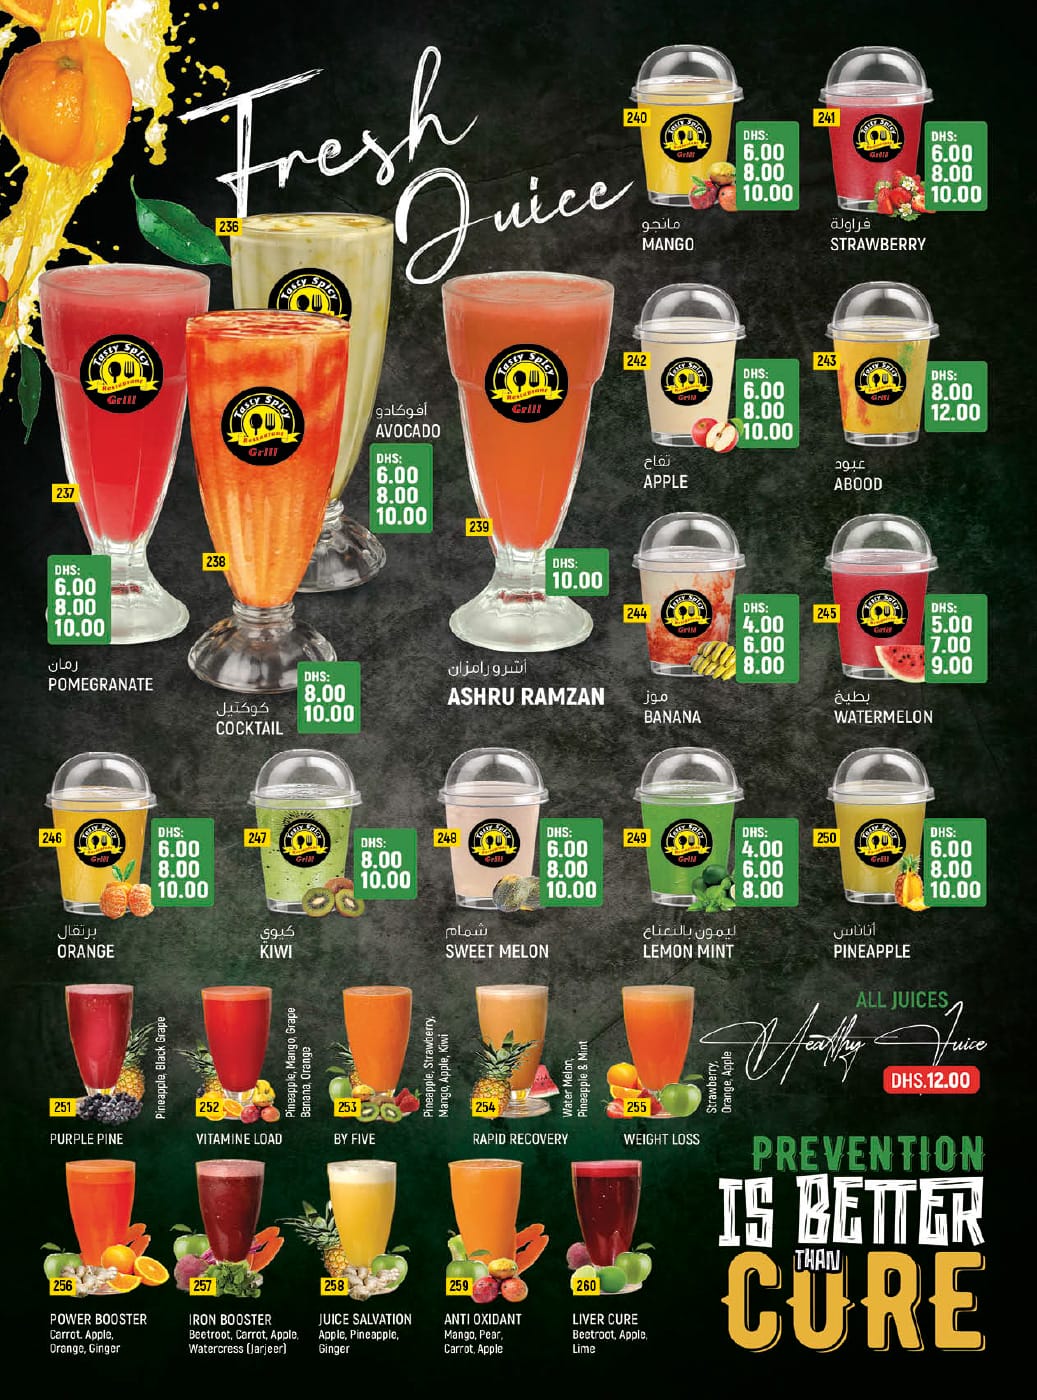 Fresh
Juice
236
أفوكادو
AVOCADO
DHS:
6.00
8.00
10.00
237
DHS:
6.00
8.00
10.00
رمان
POMEGRANATE
238
DHS:
8.00
10.00
كوكتيل
COCKTAIL
239
DHS:
10.00
أشرو رامزان
ASHRU RAMZAN
Tasty Spicy
Restaurant
Grill
240
DHS:
6.00
8.00
10.00
مانجو
MANGO
241
DHS:
6.00
8.00
10.00
فراولة
STRAWBERRY
242
DHS:
6.00
8.00
10.00
تفاح
APPLE
243
DHS:
8.00
12.00
عبود
ABOOD
244
DHS:
4.00
6.00
8.00
موز
BANANA
245
DHS:
5.00
7.00
9.00
بطيخ
WATERMELON
246
DHS:
6.00
8.00
10.00
برتقال
ORANGE
247
DHS:
8.00
10.00
كيوي
KIWI
248
DHS:
6.00
8.00
10.00
شمام
SWEET MELON
249
DHS:
4.00
6.00
8.00
ليمون بالنعناع
LEMON MINT
250
DHS:
6.00
8.00
10.00
أناناس
PINEAPPLE
251
Pineapple, Black Grape
PURPLE PINE
252
Pineapple, Mango, Grape
Banana, Orange
VITAMINE LOAD
253
Pineapple, Strawberry,
Mango, Apple, Kiwi
BY FIVE
254
Water Melon,
Pineapple & Mint
RAPID RECOVERY
255
Strawberry,
Orange, Apple
WEIGHT LOSS
ALL JUICES
Healthy Juice
DHS.12.00
256
POWER BOOSTER
Carrot, Apple,
Orange, Ginger
257
IRON BOOSTER
Beetroot, Carrot, Apple,
Watercress (Jarjeer)
258
JUICE SALVATION
Apple, Pineapple,
Ginger
259
ANTI OXIDANT
Mango, Pear,
Carrot, Apple
260
LIVER CURE
Beetroot, Apple,
Lime
PREVENTION
IS BETTER
THAN
CURE